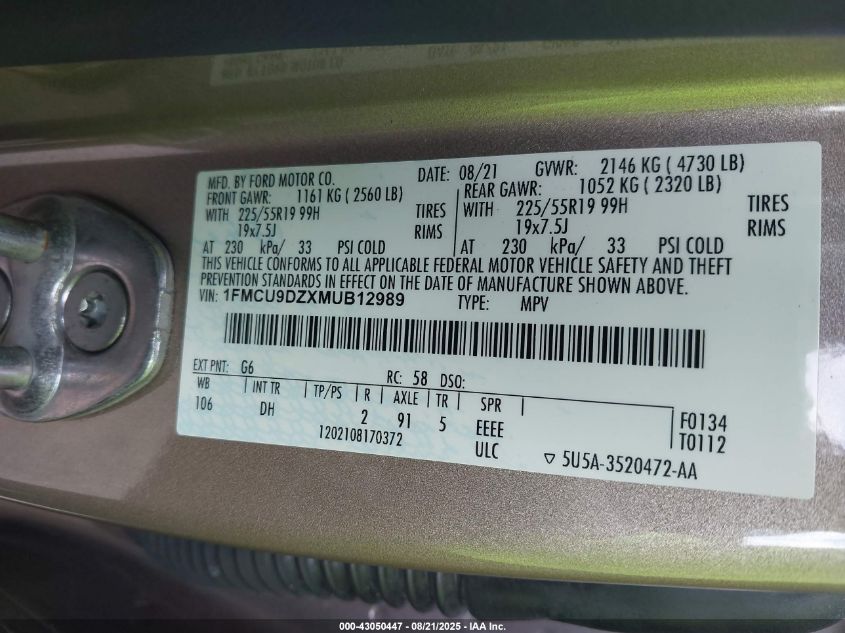 MFD. BY FORD MOTOR CO. DATE: 08/21 GVWR: 2146 KG ( 4730 LB)
FRONT GAWR: 1161 KG ( 2560 LB) REAR GAWR: 1052 KG ( 2320 LB)
WITH 225/55R19 99H TIRES WITH 225/55R19 99H TIRES
19x7.5J RIMS 19x7.5J RIMS
AT 230 kPa/ 33 PSI COLD AT 230 kPa/ 33 PSI COLD
THIS VEHICLE CONFORMS TO ALL APPLICABLE FEDERAL MOTOR VEHICLE SAFETY AND THEFT
PREVENTION STANDARDS IN EFFECT ON THE DATE OF MANUFACTURE SHOWN ABOVE.
VIN: 1FMCU9DZXMUB12989 TYPE: MPV
EXT PNT: G6 RC: 58 DSO:
WB INT TR TP/PS R AXLE TR SPR
106 DH 2 91 5 EEEE F0134
1202108170372 ULC T0112
▽ 5U5A-3520472-AA
000-43050447 - 08/21/2025 - IAA Inc.